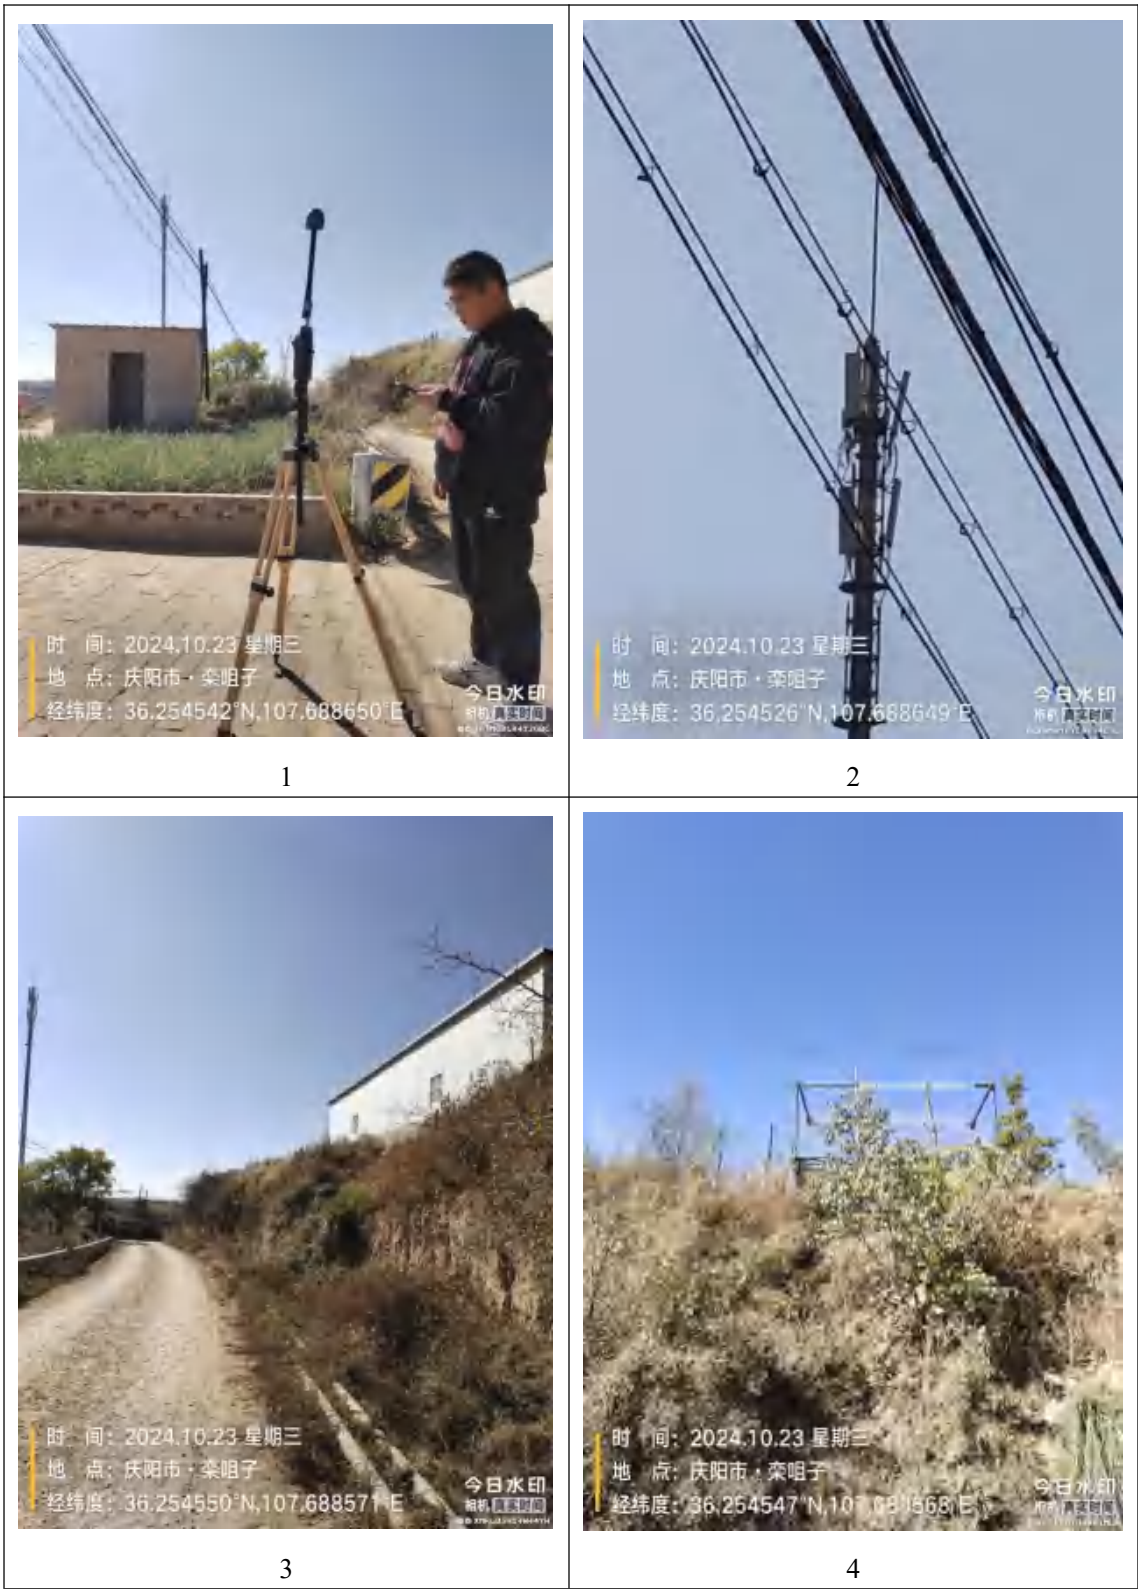 时 间：2024.10.23 星期三
地 点：庆阳市·栾咀子
经纬度：36.254542°N,107.688650°E
今日水印
相机 真实时间
1
时 间：2024.10.23 星期三
地 点：庆阳市·栾咀子
经纬度：36.254526°N,107.688649°E
今日水印
相机 真实时间
2
时 间：2024.10.23 星期三
地 点：庆阳市·栾咀子
经纬度：36.254550°N,107.688571°E
今日水印
相机 真实时间
3
时 间：2024.10.23 星期三
地 点：庆阳市·栾咀子
经纬度：36.254547°N,
今日水印
相机 真实时间
4